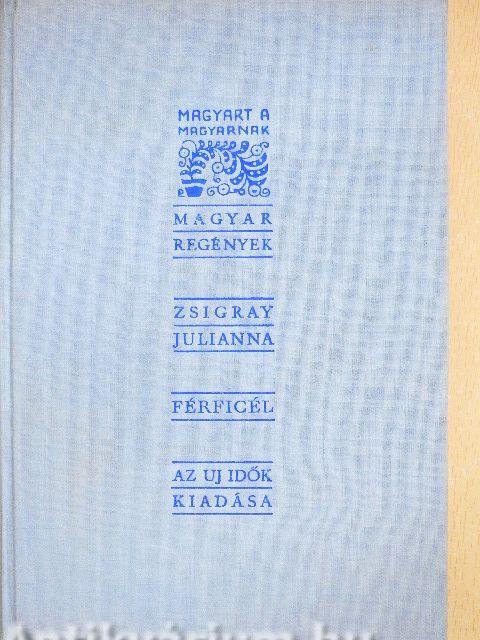 MAGYART A
MAGYARNAK
MAGYAR
REGÉNYEK
ZSIGRAY
JULIANNA
FÉRFICÉL
AZ UJ IDŐK
KIADÁSA